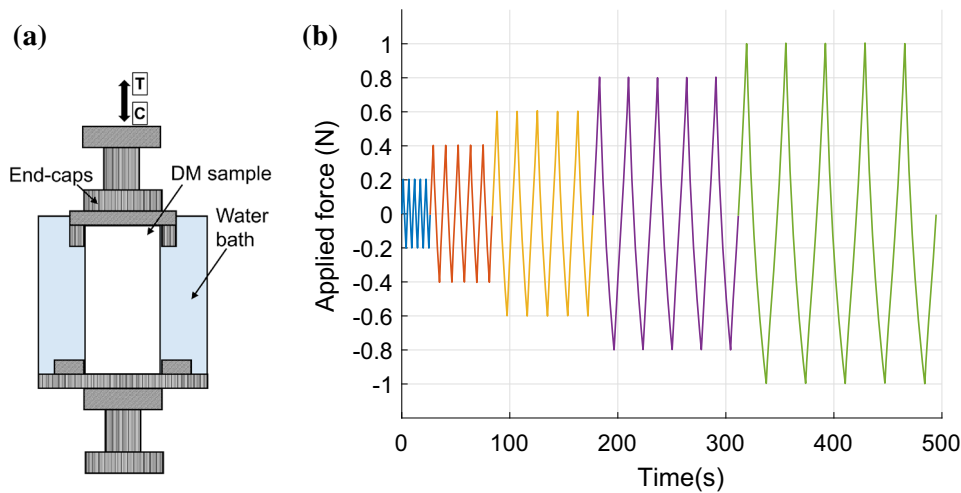 (a)
T
C
End-caps
DM sample
Water
bath
(b)
Applied force (N)
1
0.8
0.6
0.4
0.2
0
-0.2
-0.4
-0.6
-0.8
-1
0 100 200 300 400 500
Time(s)